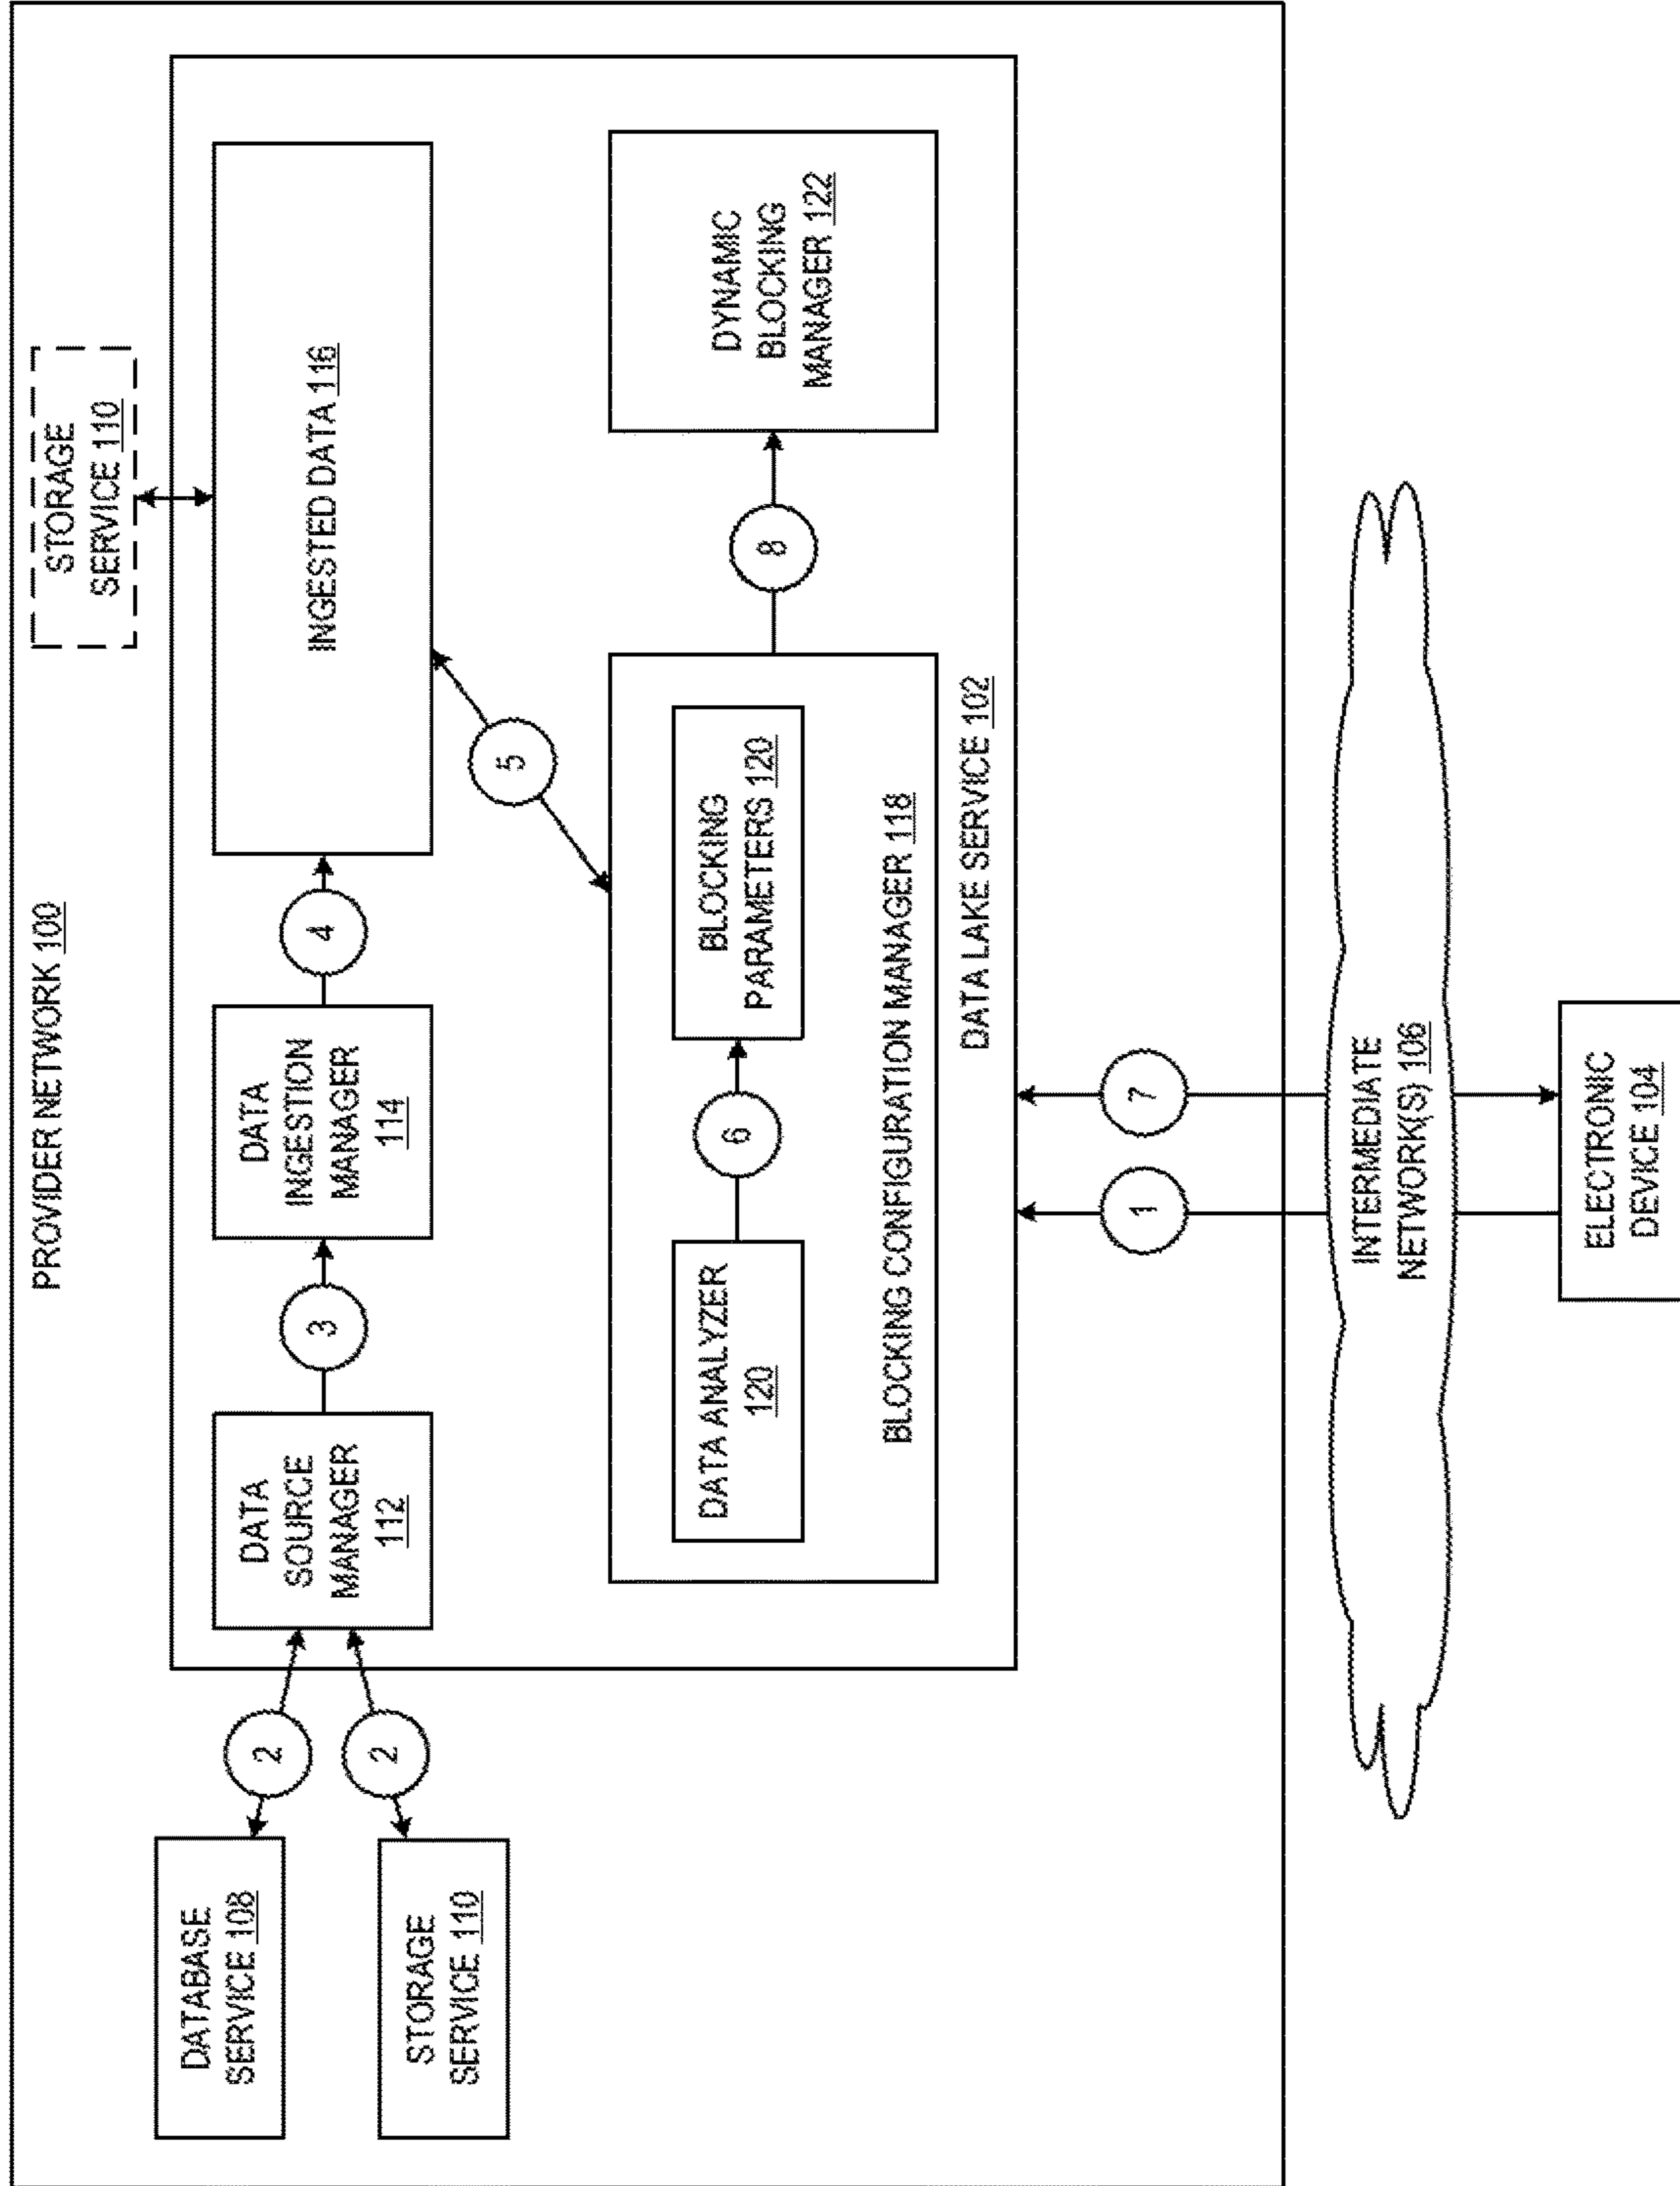 PROVIDER NETWORK 100
STORAGE
SERVICE 110
DATABASE
SERVICE 108
STORAGE
SERVICE 110
2
2
DATA
SOURCE
MANAGER
112
3
DATA
INGESTION
MANAGER
114
4
INGESTED DATA 116
5
DATA ANALYZER
120
6
BLOCKING
PARAMETERS 120
BLOCKING CONFIGURATION MANAGER 118
8
DYNAMIC
BLOCKING
MANAGER 122
DATA LAKE SERVICE 102
1
7
INTERMEDIATE
NETWORK(S) 106
ELECTRONIC
DEVICE 104